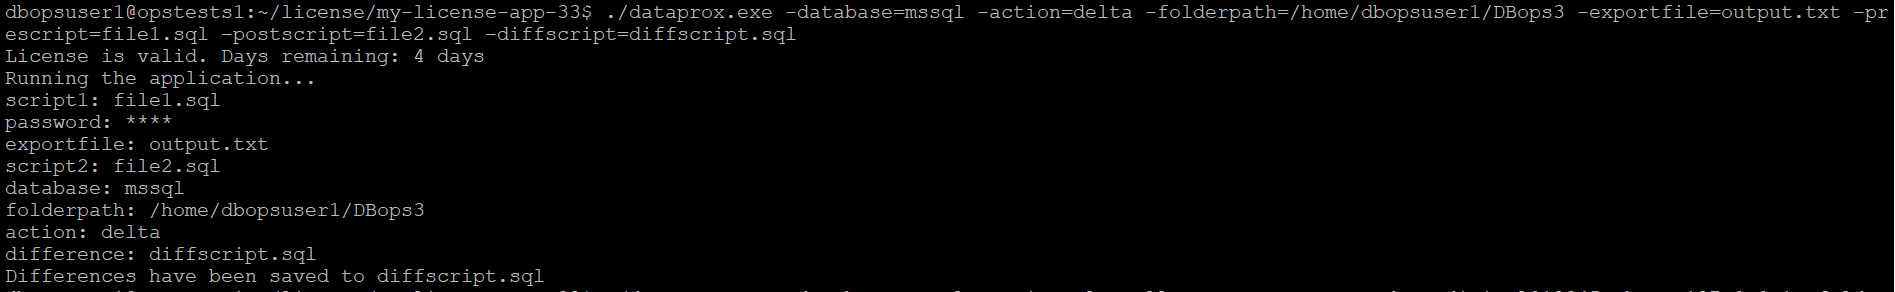 dbopsuser1@opstests1:~/license/my-license-app-33$ ./dataprox.exe -database=mssql -action=delta -folderpath=/home/dbopsuser1/DBops3 -exportfile=output.txt -pr
escript=file1.sql -postscript=file2.sql -diffscript=diffscript.sql
License is valid. Days remaining: 4 days
Running the application...
script1: file1.sql
password: ****
exportfile: output.txt
script2: file2.sql
database: mssql
folderpath: /home/dbopsuser1/DBops3
action: delta
difference: diffscript.sql
Differences have been saved to diffscript.sql